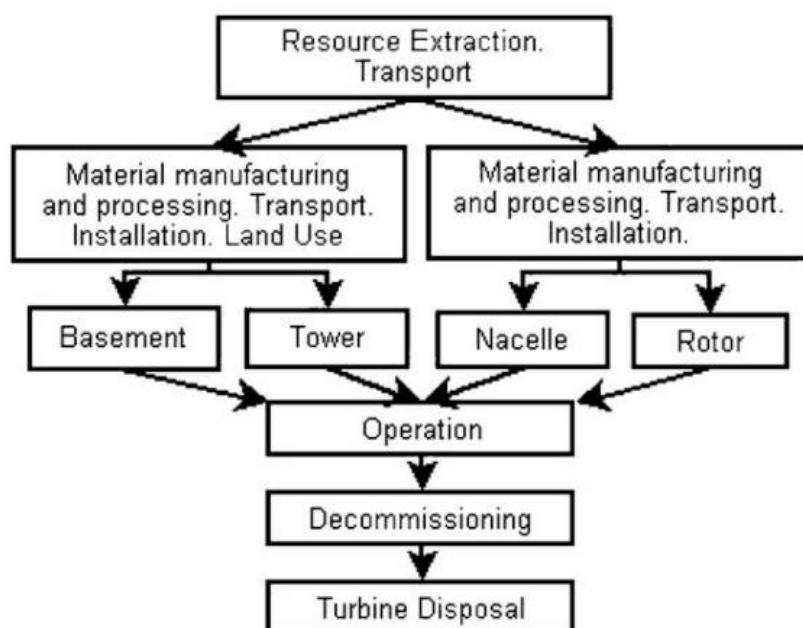 Resource Extraction.
Transport
Material manufacturing
and processing. Transport.
Installation. Land Use
Material manufacturing
and processing. Transport.
Installation.
Basement
Tower
Nacelle
Rotor
Operation
Decommissioning
Turbine Disposal